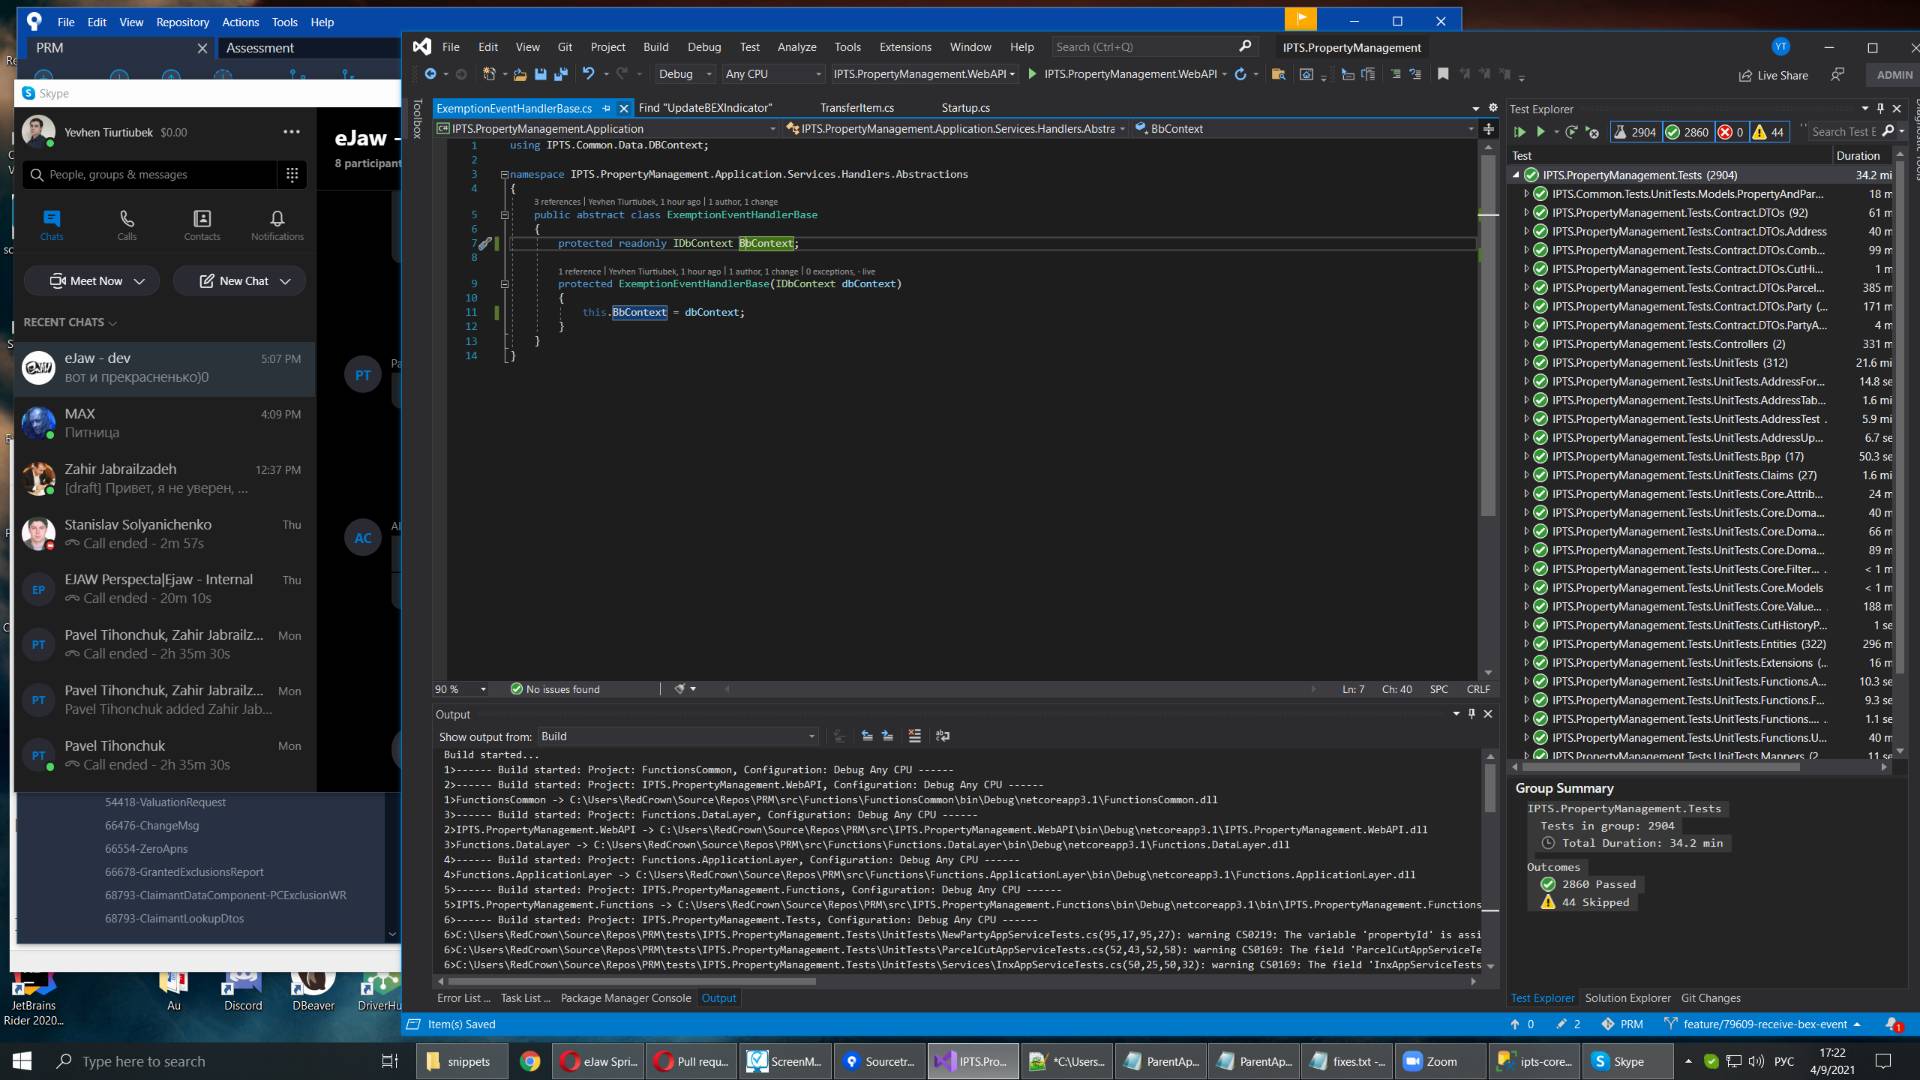 File Edit View Repository Actions Tools Help
PRM
Assessment
Skype
Yevhen Tiurtiubek $0.00
People, groups & messages
Chats Calls Contacts Notifications
Meet Now New Chat
RECENT CHATS
eJaw - dev 5:07 PM
вот и прекрасненько)0
MAX 4:09 PM
Питница
Zahir Jabrailzadeh 12:37 PM
[draft] Привет, я не уверен, ...
Stanislav Solyanichenko Thu
Call ended - 2m 57s
EP
EJAW Perspecta|Ejaw - Internal Thu
Call ended - 20m 10s
PT
Pavel Tihonchuk, Zahir Jabrailz... Mon
Call ended - 2h 35m 30s
PT
Pavel Tihonchuk, Zahir Jabrailz... Mon
Pavel Tihonchuk added Zahir Jab...
PT
Pavel Tihonchuk Mon
Call ended - 2h 35m 30s
eJaw -
8 participant
PT
AC
54418-ValuationRequest
66476-ChangeMsg
66554-ZeroApns
66678-GrantedExclusionsReport
68793-ClaimantDataComponent-PCExclusionWR
68793-ClaimantLookupDtos
JetBrains Rider 2020...
Au
Discord
DBeaver
DriverHu
File Edit View Git Project Build Debug Test Analyze Tools Extensions Window Help
Search (Ctrl+Q)
IPTS.PropertyManagement
YT
Debug Any CPU IPTS.PropertyManagement.WebAPI IPTS.PropertyManagement.WebAPI
Live Share
ADMIN
Toolbox
ExemptionEventHandlerBase.cs
Find "UpdateBEXIndicator"
TransferItem.cs
Startup.cs
IPTS.PropertyManagement.Application
IPTS.PropertyManagement.Application.Services.Handlers.Abstra
BbContext
1 using IPTS.Common.Data.DBContext;
2
3 namespace IPTS.PropertyManagement.Application.Services.Handlers.Abstractions
4 {
3 references | Yevhen Tiurtiubek, 1 hour ago | 1 author, 1 change
5 public abstract class ExemptionEventHandlerBase
6 {
7 protected readonly IDbContext BbContext;
8
1 reference | Yevhen Tiurtiubek, 1 hour ago | 1 author, 1 change | 0 exceptions, - live
9 protected ExemptionEventHandlerBase(IDbContext dbContext)
10 {
11 this.BbContext = dbContext;
12 }
13 }
14 }
90 % No issues found Ln: 7 Ch: 40 SPC CRLF
Output
Show output from: Build
Build started...
1>------ Build started: Project: FunctionsCommon, Configuration: Debug Any CPU ------
2>------ Build started: Project: IPTS.PropertyManagement.WebAPI, Configuration: Debug Any CPU ------
1>FunctionsCommon -> C:\Users\RedCrown\Source\Repos\PRM\src\Functions\FunctionsCommon\bin\Debug\netcoreapp3.1\FunctionsCommon.dll
3>------ Build started: Project: Functions.DataLayer, Configuration: Debug Any CPU ------
2>IPTS.PropertyManagement.WebAPI -> C:\Users\RedCrown\Source\Repos\PRM\src\IPTS.PropertyManagement.WebAPI\bin\Debug\netcoreapp3.1\IPTS.PropertyManagement.WebAPI.dll
3>Functions.DataLayer -> C:\Users\RedCrown\Source\Repos\PRM\src\Functions\Functions.DataLayer\bin\Debug\netcoreapp3.1\Functions.DataLayer.dll
4>------ Build started: Project: Functions.ApplicationLayer, Configuration: Debug Any CPU ------
4>Functions.ApplicationLayer -> C:\Users\RedCrown\Source\Repos\PRM\src\Functions\Functions.ApplicationLayer\bin\Debug\netcoreapp3.1\Functions.ApplicationLayer.dll
5>------ Build started: Project: IPTS.PropertyManagement.Functions, Configuration: Debug Any CPU ------
5>IPTS.PropertyManagement.Functions -> C:\Users\RedCrown\Source\Repos\PRM\src\IPTS.PropertyManagement.Functions\bin\Debug\netcoreapp3.1\bin\IPTS.PropertyManagement.Functions
6>------ Build started: Project: IPTS.PropertyManagement.Tests, Configuration: Debug Any CPU ------
6>C:\Users\RedCrown\Source\Repos\PRM\tests\IPTS.PropertyManagement.Tests\UnitTests\NewPartyAppServiceTests.cs(95,17,95,27): warning CS0219: The variable 'propertyId' is assi
6>C:\Users\RedCrown\Source\Repos\PRM\tests\IPTS.PropertyManagement.Tests\UnitTests\ParcelCutAppServiceTests.cs(52,43,52,58): warning CS0169: The field 'ParcelCutAppServiceTe
6>C:\Users\RedCrown\Source\Repos\PRM\tests\IPTS.PropertyManagement.Tests\UnitTests\Services\InxAppServiceTests.cs(50,25,50,32): warning CS0169: The field 'InxAppServiceTests
Error List ... Task List ... Package Manager Console Output
Item(s) Saved
0 2 PRM feature/79609-receive-bex-event 1
Test Explorer
2904 2860 0 44 Search Test E
Test Duration
IPTS.PropertyManagement.Tests (2904) 34.2 mi
IPTS.Common.Tests.UnitTests.Models.PropertyAndPar... 18 m
IPTS.PropertyManagement.Tests.Contract.DTOs (92) 61 m
IPTS.PropertyManagement.Tests.Contract.DTOs.Address 40 m
IPTS.PropertyManagement.Tests.Contract.DTOs.Comb... 99 m
IPTS.PropertyManagement.Tests.Contract.DTOs.CutHi... 1 m
IPTS.PropertyManagement.Tests.Contract.DTOs.Parcel... 385 m
IPTS.PropertyManagement.Tests.Contract.DTOs.Party (... 171 m
IPTS.PropertyManagement.Tests.Contract.DTOs.PartyA... 4 m
IPTS.PropertyManagement.Tests.Controllers (2) 331 m
IPTS.PropertyManagement.Tests.UnitTests (312) 21.6 mi
IPTS.PropertyManagement.Tests.UnitTests.AddressFor... 14.8 se
IPTS.PropertyManagement.Tests.UnitTests.AddressTab... 1.6 mi
IPTS.PropertyManagement.Tests.UnitTests.AddressTest . 5.9 mi
IPTS.PropertyManagement.Tests.UnitTests.AddressUp... 6.7 se
IPTS.PropertyManagement.Tests.UnitTests.Bpp (17) 50.3 se
IPTS.PropertyManagement.Tests.UnitTests.Claims (27) 1.6 mi
IPTS.PropertyManagement.Tests.UnitTests.Core.Attrib... 24 m
IPTS.PropertyManagement.Tests.UnitTests.Core.Doma... 40 m
IPTS.PropertyManagement.Tests.UnitTests.Core.Doma... 66 m
IPTS.PropertyManagement.Tests.UnitTests.Core.Doma... 89 m
IPTS.PropertyManagement.Tests.UnitTests.Core.Filter... . < 1 m
IPTS.PropertyManagement.Tests.UnitTests.Core.Models < 1 m
IPTS.PropertyManagement.Tests.UnitTests.Core.Value... 188 m
IPTS.PropertyManagement.Tests.UnitTests.CutHistoryP... 1 se
IPTS.PropertyManagement.Tests.UnitTests.Entities (322) 296 m
IPTS.PropertyManagement.Tests.UnitTests.Extensions (... 16 m
IPTS.PropertyManagement.Tests.UnitTests.Functions.A... 10.3 se
IPTS.PropertyManagement.Tests.UnitTests.Functions.F... 9.3 se
IPTS.PropertyManagement.Tests.UnitTests.Functions.... . 1.1 se
IPTS.PropertyManagement.Tests.UnitTests.Functions.U... 40 m
IPTS.PropertyManagement.Tests.UnitTests.Mappers (2 11 se
Group Summary
IPTS.PropertyManagement.Tests
Tests in group: 2904
Total Duration: 34.2 min
Outcomes
2860 Passed
44 Skipped
Test Explorer Solution Explorer Git Changes
Type here to search
snippets
eJaw Spri...
Pull requ...
ScreenM...
Sourcetr...
IPTS.Pro...
*C:\Users...
ParentAp...
ParentAp...
fixes.txt -...
Zoom
ipts-core...
Skype
РУС
17:22
4/9/2021